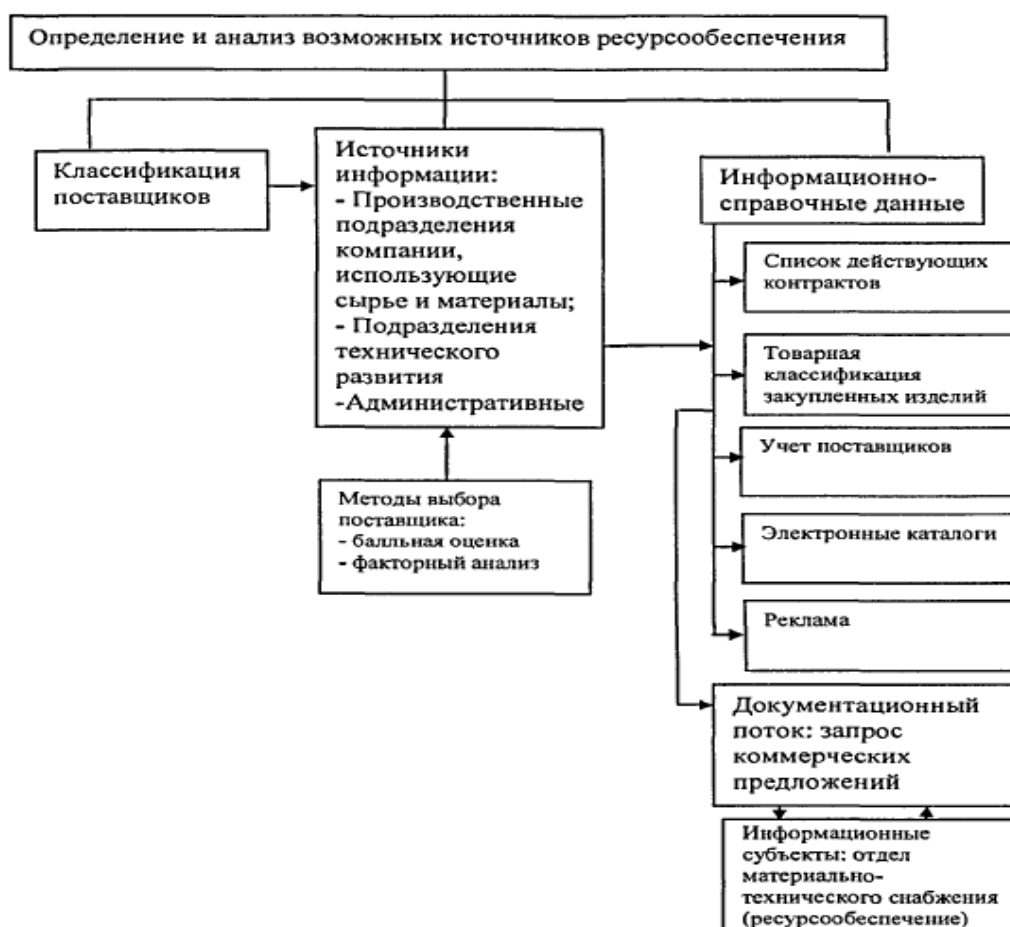 Определение и анализ возможных источников ресурсообеспечения
Классификация
поставщиков
Источники
информации:
- Производственные
подразделения
компании,
использующие
сырье и материалы;
- Подразделения
технического
развития
-Административные
Методы выбора
поставщика:
- балльная оценка
- факторный анализ
Информационно-
справочные данные
Список действующих
контрактов
Товарная
классификация
закупленных изделий
Учет поставщиков
Электронные каталоги
Реклама
Документационный
поток: запрос
коммерческих
предложений
Информационные
субъекты: отдел
материально-
технического снабжения
(ресурсообеспечение)